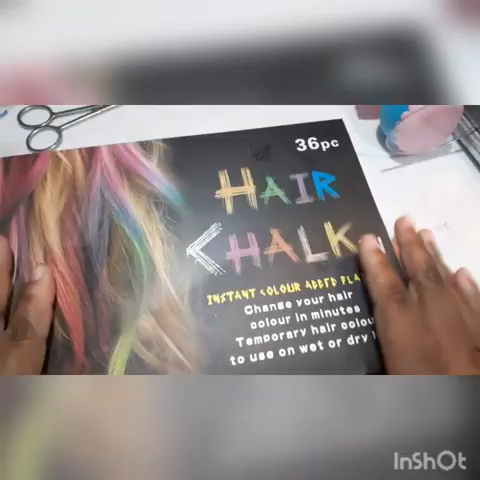 36pc
HAIR
CHALK
INSTANT COLOUR ADDED
Change your hair
colour in minutes
Temporary hair
to use on wet or dry
InShOt